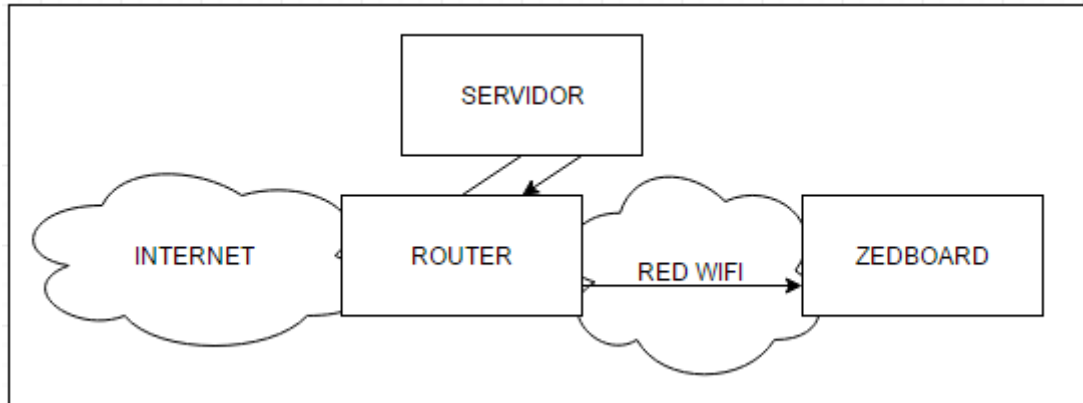 SERVIDOR
INTERNET
ROUTER
RED WIFI
ZEDBOARD